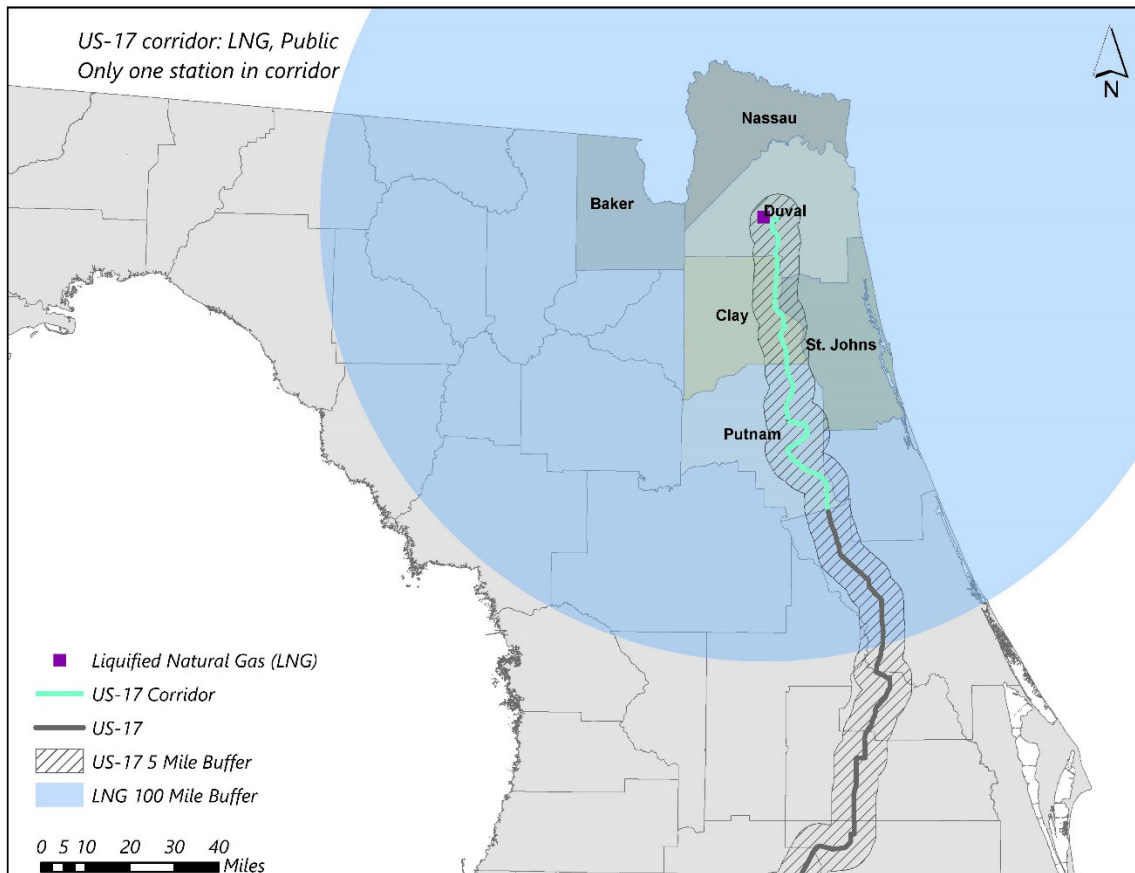 US-17 corridor: LNG, Public
Only one station in corridor
N
Nassau
Baker
Duval
Clay
St. Johns
Putnam
Liquified Natural Gas (LNG)
US-17 Corridor
US-17
US-17 5 Mile Buffer
LNG 100 Mile Buffer
0 5 10 20 30 40
Miles